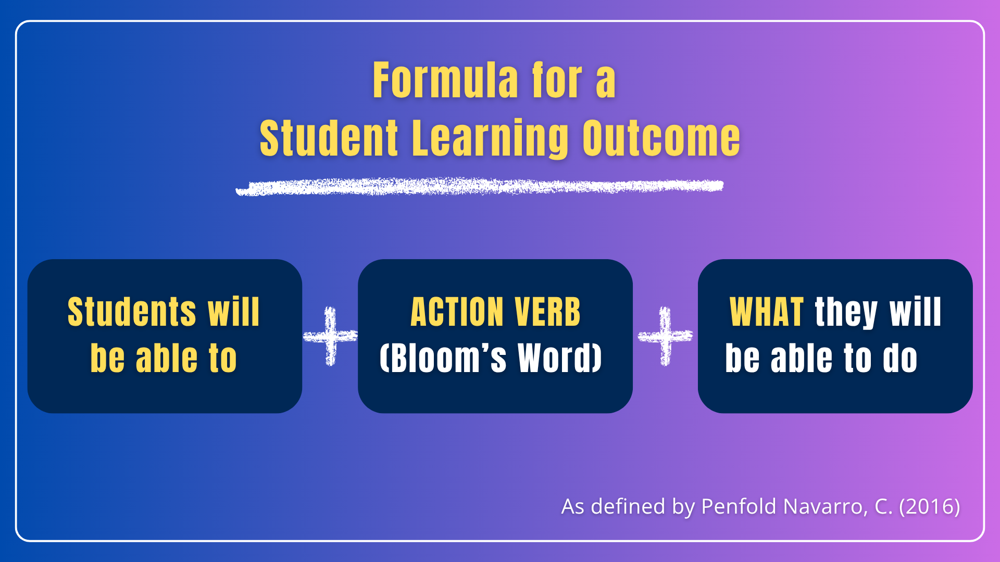 Formula for a
Student Learning Outcome
Students will
be able to
+
ACTION VERB
(Bloom’s Word)
+
WHAT they will
be able to do
As defined by Penfold Navarro, C. (2016)